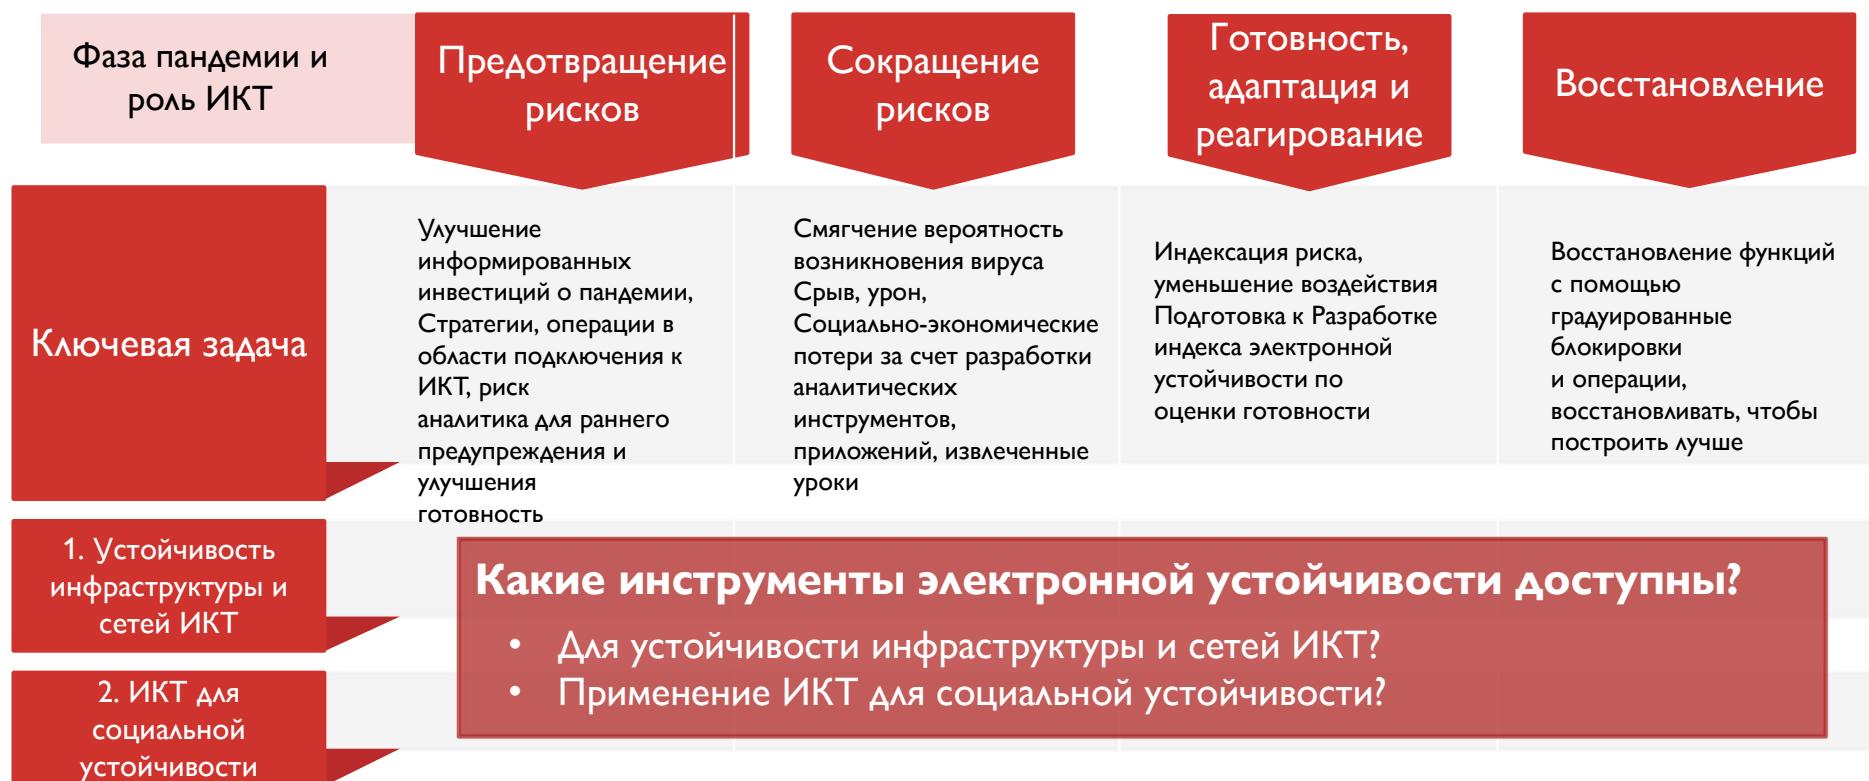 Фаза пандемии и
роль ИКТ
Предотвращение
рисков
Сокращение
рисков
Готовность,
адаптация и
реагирование
Восстановление
Ключевая задача
Улучшение
информированных
инвестиций о пандемии,
Стратегии, операции в
области подключения к
ИКТ, риск
аналитика для раннего
предупреждения и
улучшения
готовность
Смягчение вероятность
возникновения вируса
Срыв, урон,
Социально-экономические
потери за счет разработки
аналитических
инструментов,
приложений, извлеченные
уроки
Индексация риска,
уменьшение воздействия
Подготовка к Разработке
индекса электронной
устойчивости по
оценки готовности
Восстановление функций
с помощью
градуированные
блокировки
и операции,
восстановливать, чтобы
построить лучше
1. Устойчивость
инфраструктуры и
сетей ИКТ
Какие инструменты электронной устойчивости доступны?
• Для устойчивости инфраструктуры и сетей ИКТ?
• Применение ИКТ для социальной устойчивости?
2. ИКТ для
социальной
устойчивости